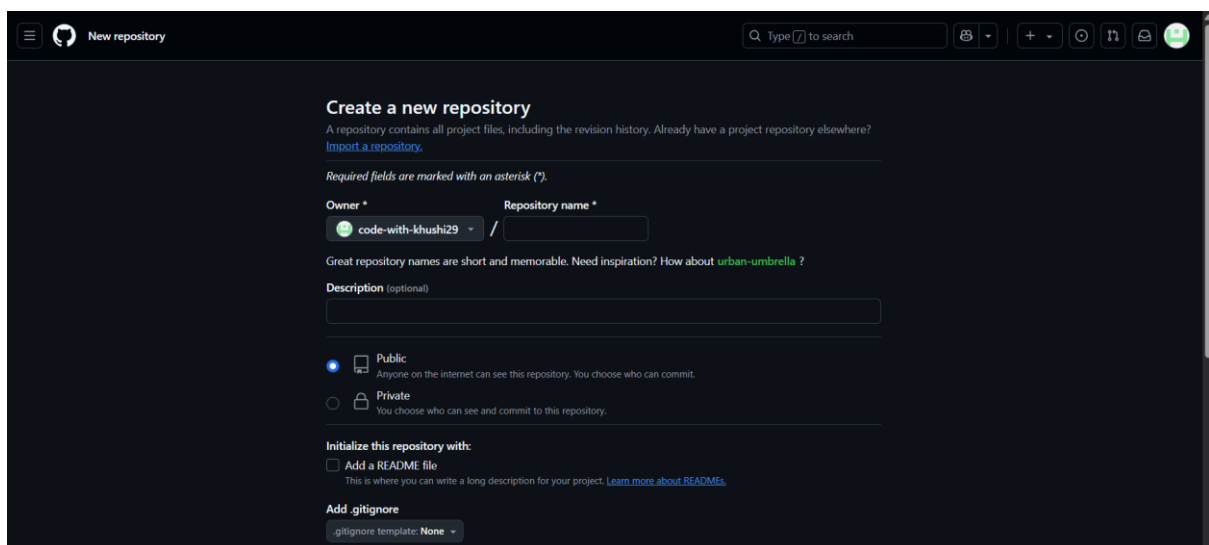 New repository
Type / to search
Create a new repository
A repository contains all project files, including the revision history. Already have a project repository elsewhere?
Import a repository.
Required fields are marked with an asterisk (*).
Owner * Repository name *
code-with-khushi29 /
Great repository names are short and memorable. Need inspiration? How about urban-umbrella ?
Description (optional)
Public
Anyone on the internet can see this repository. You choose who can commit.
Private
You choose who can see and commit to this repository.
Initialize this repository with:
Add a README file
This is where you can write a long description for your project. Learn more about READMEs.
Add .gitignore
.gitignore template: None